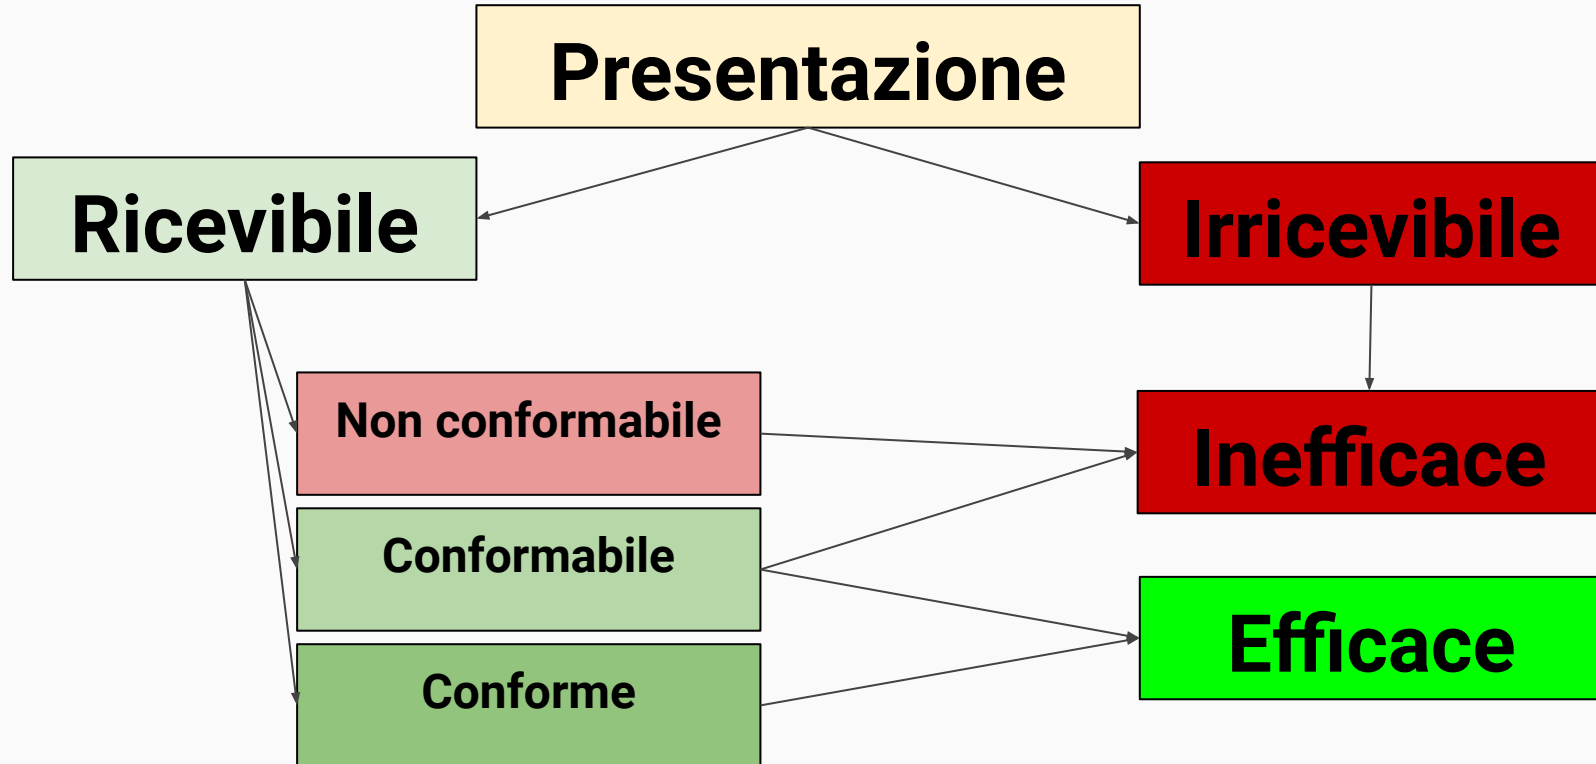 Presentazione
Ricevibile
Irricevibile
Non conformabile
Inefficace
Conformabile
Efficace
Conforme